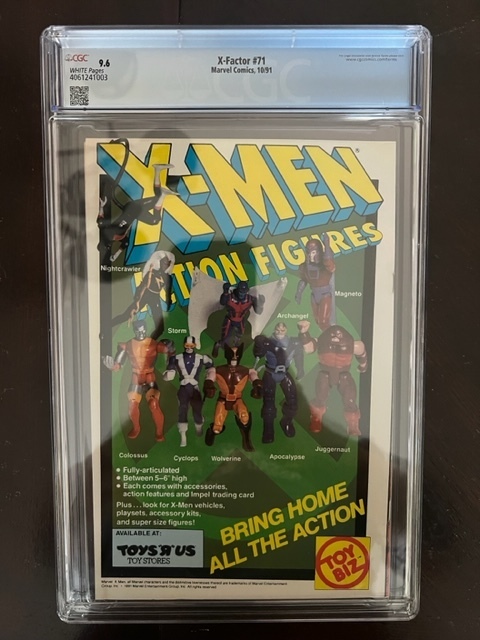 CGC 9.6
WHITE Pages
4061241003
X-Factor #71
Marvel Comics, 10/91
X-MEN
ACTION FIGURES
Nightcrawler
Storm
Archangel
Magneto
Colossus
Cyclops
Wolverine
Apocalypse
Juggernaut
• Fully-articulated
• Between 5-6" high
• Each comes with accessories,
action features and Impel trading card
Plus...look for X-Men vehicles,
playsets, accessory kits,
and super size figures!
AVAILABLE AT:
TOYS "R" US
TOY STORES
BRING HOME
ALL THE ACTION
TOY
BIZ